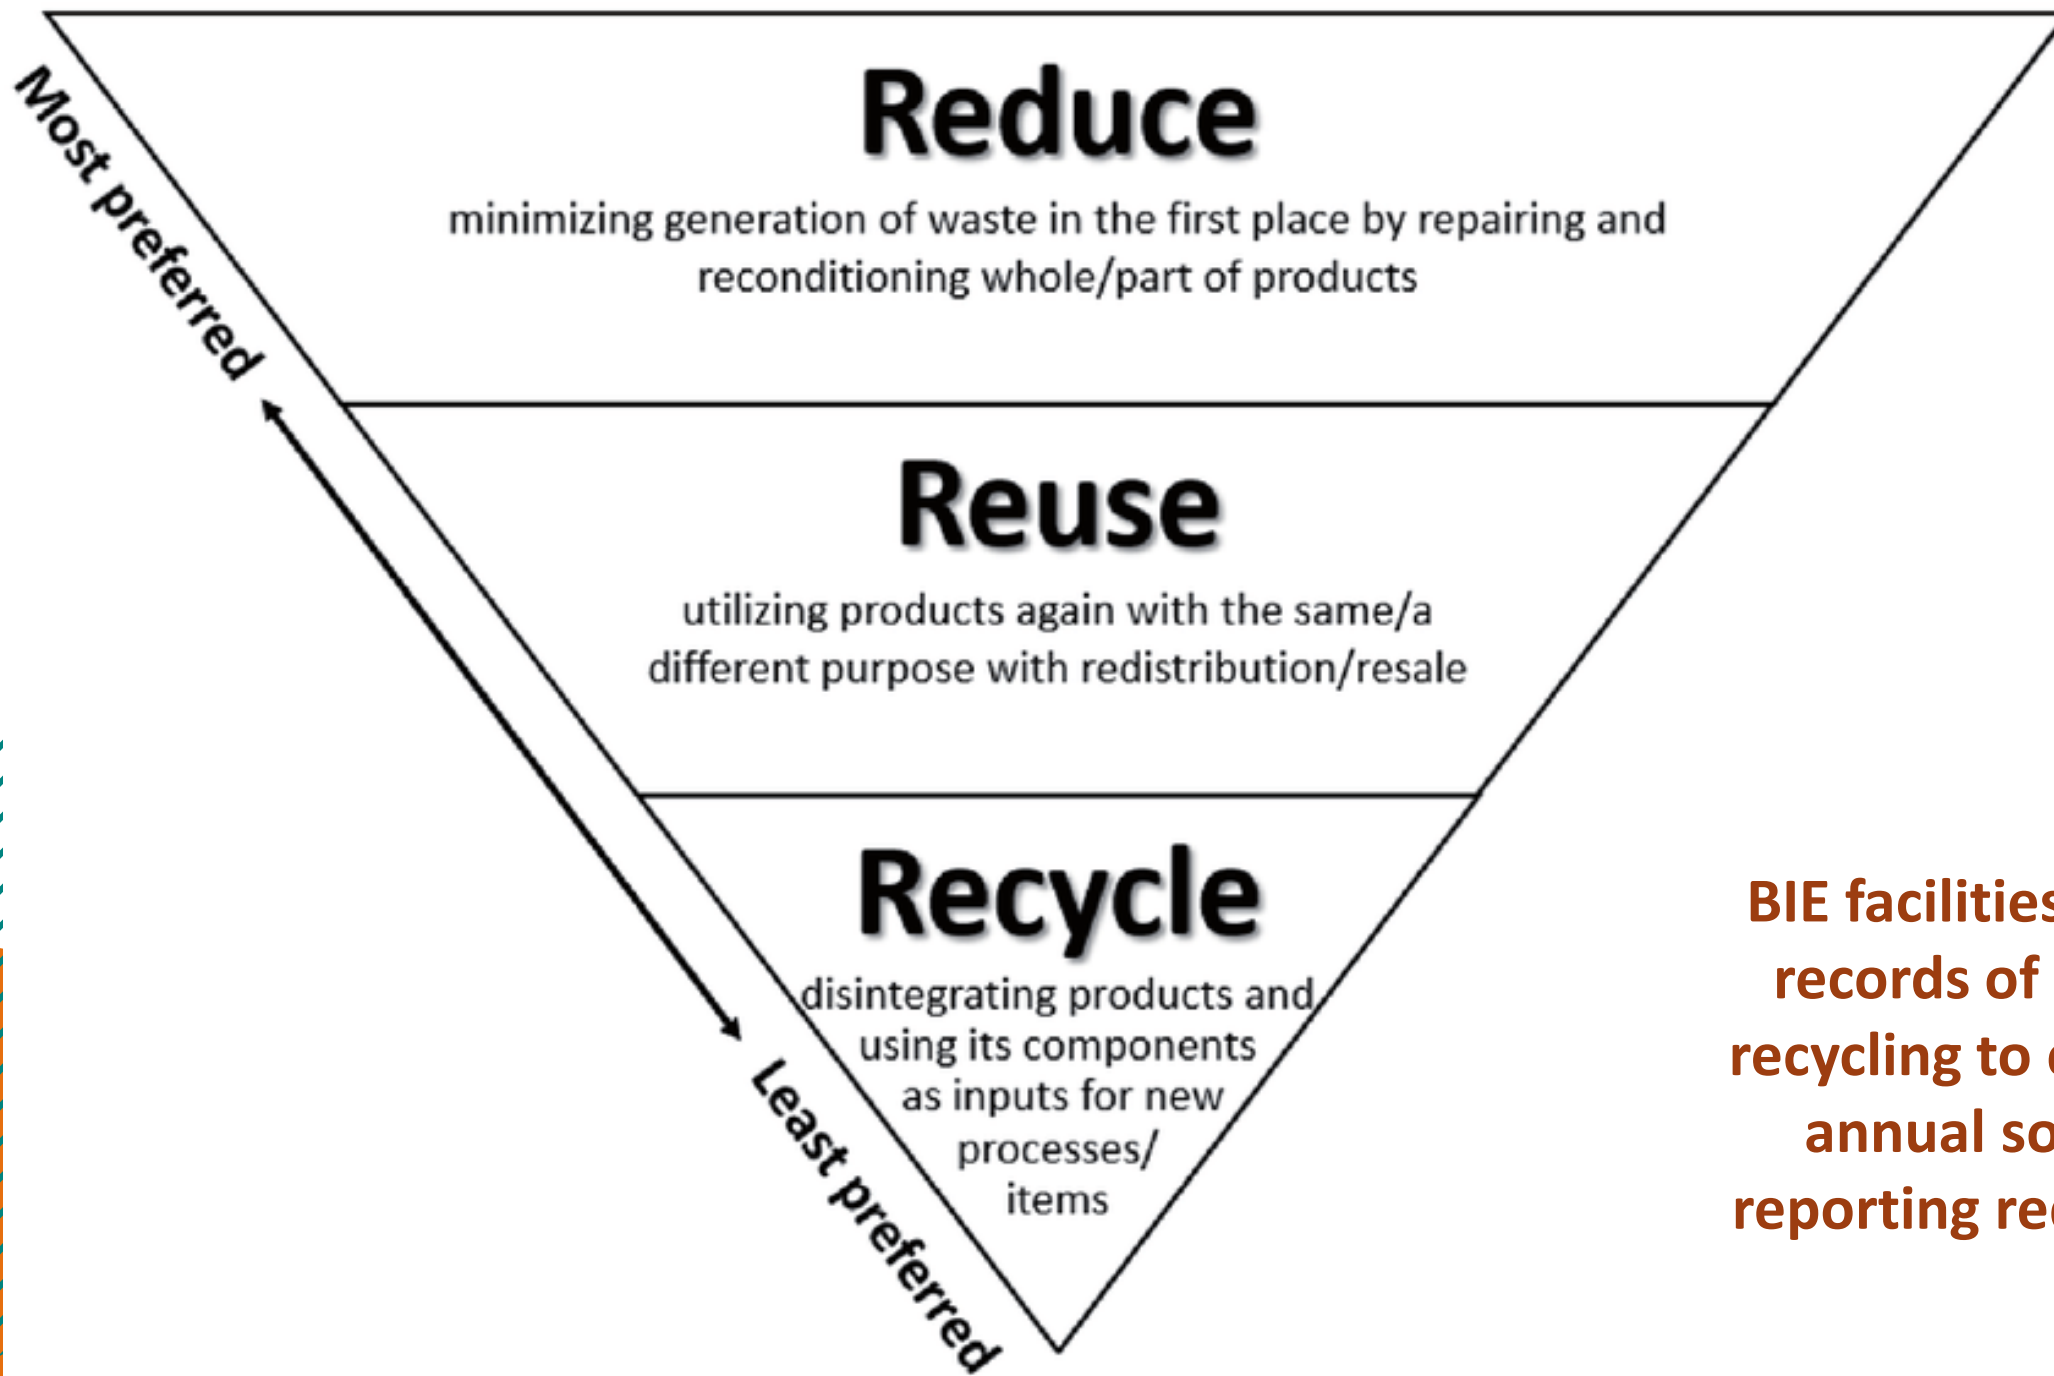 Most preferred
Reduce
minimizing generation of waste in the first place by repairing and
reconditioning whole/part of products
Reuse
utilizing products again with the same/a
different purpose with redistribution/resale
Recycle
disintegrating products and
using its components
as inputs for new
processes/
items
Least preferred
BIE facilities
records of
recycling to
annual
reporting